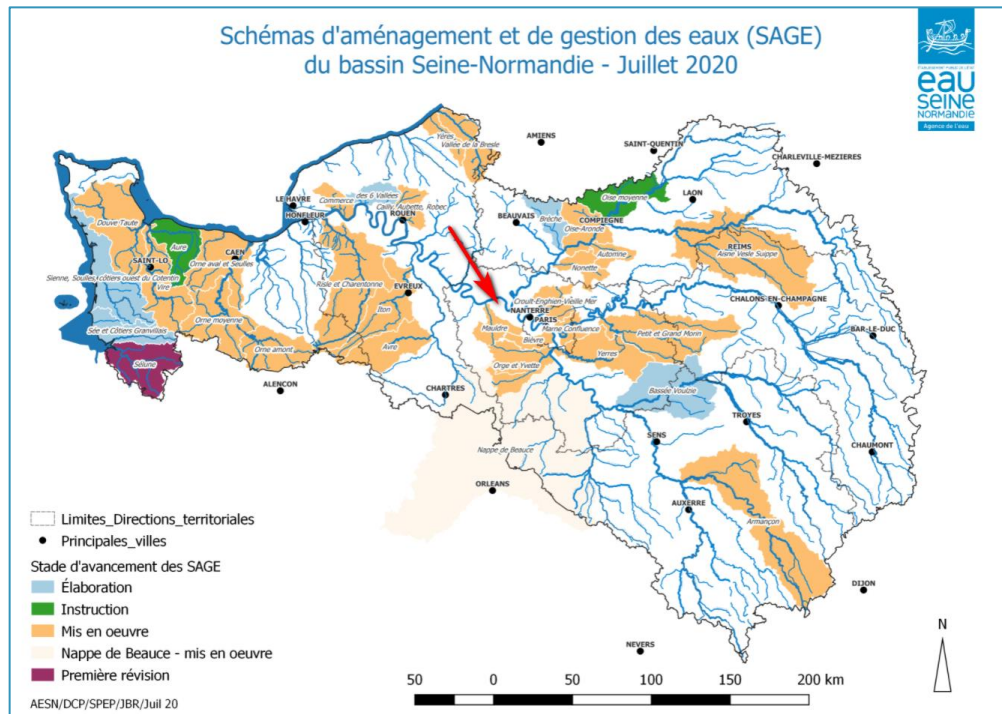 Schémas d'aménagement et de gestion des eaux (SAGE)
du bassin Seine-Normandie - Juillet 2020
eau
SEINE
NORMANDIE
Agence de l'eau
AMIENS
SAINT-QUENTIN
CHARLEVILLE-MEZIERES
Yères
Vallée de la Bresle
LAON
Oise moyenne
LE HAVRE
HONFLEUR
Commerce
des 6 Vallées
Cailly, Aubette, Robec
ROUEN
BEAUVAIS
Brèche
COMPIEGNE
Oise-Aronde
Automne
Nonette
REIMS
Aisne Vesle Suippe
Douve-Taute
Aure
CAEN
Orne aval et Seulles
SAINT-LO
Sienne, Soulles, côtiers ouest du Cotentin
Vire
Risle et Charentonne
EVREUX
Iton
Croult-Enghien-Vieille Mer
NANTERRE
PARIS
Marne Confluence
CHALONS-EN-CHAMPAGNE
Sée et Côtiers Granvillais
Orne moyenne
Mauldre
Bièvre
Petit et Grand Morin
BAR-LE-DUC
Sélune
Orne amont
Avre
Orge et Yvette
Yerres
ALENCON
CHARTRES
Bassée Voulzie
TROYES
Nappe de Beauce
SENS
CHAUMONT
ORLEANS
AUXERRE
Armançon
DIJON
NEVERS
Limites_Directions_territoriales
Principales_villes
Stade d'avancement des SAGE
Élaboration
Instruction
Mis en oeuvre
Nappe de Beauce - mis en oeuvre
Première révision
N
50 0 50 100 150 200 km
AESN/DCP/SPEP/JBR/Juil 20